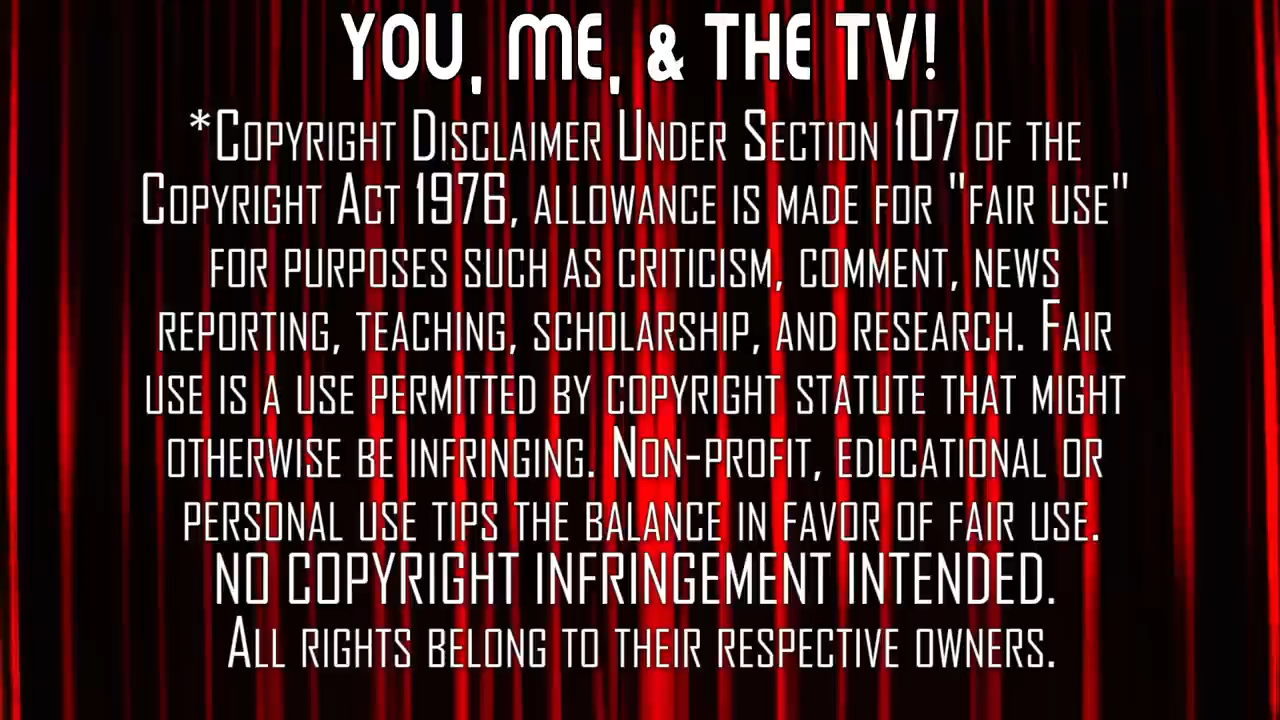 YOU, ME, & THE TV!
*Copyright Disclaimer Under Section 107 of the
Copyright Act 1976, allowance is made for "fair use"
for purposes such as criticism, comment, news
reporting, teaching, scholarship, and research. Fair
use is a use permitted by copyright statute that might
otherwise be infringing. Non-profit, educational or
personal use tips the balance in favor of fair use.
NO COPYRIGHT INFRINGEMENT INTENDED.
All rights belong to their respective owners.